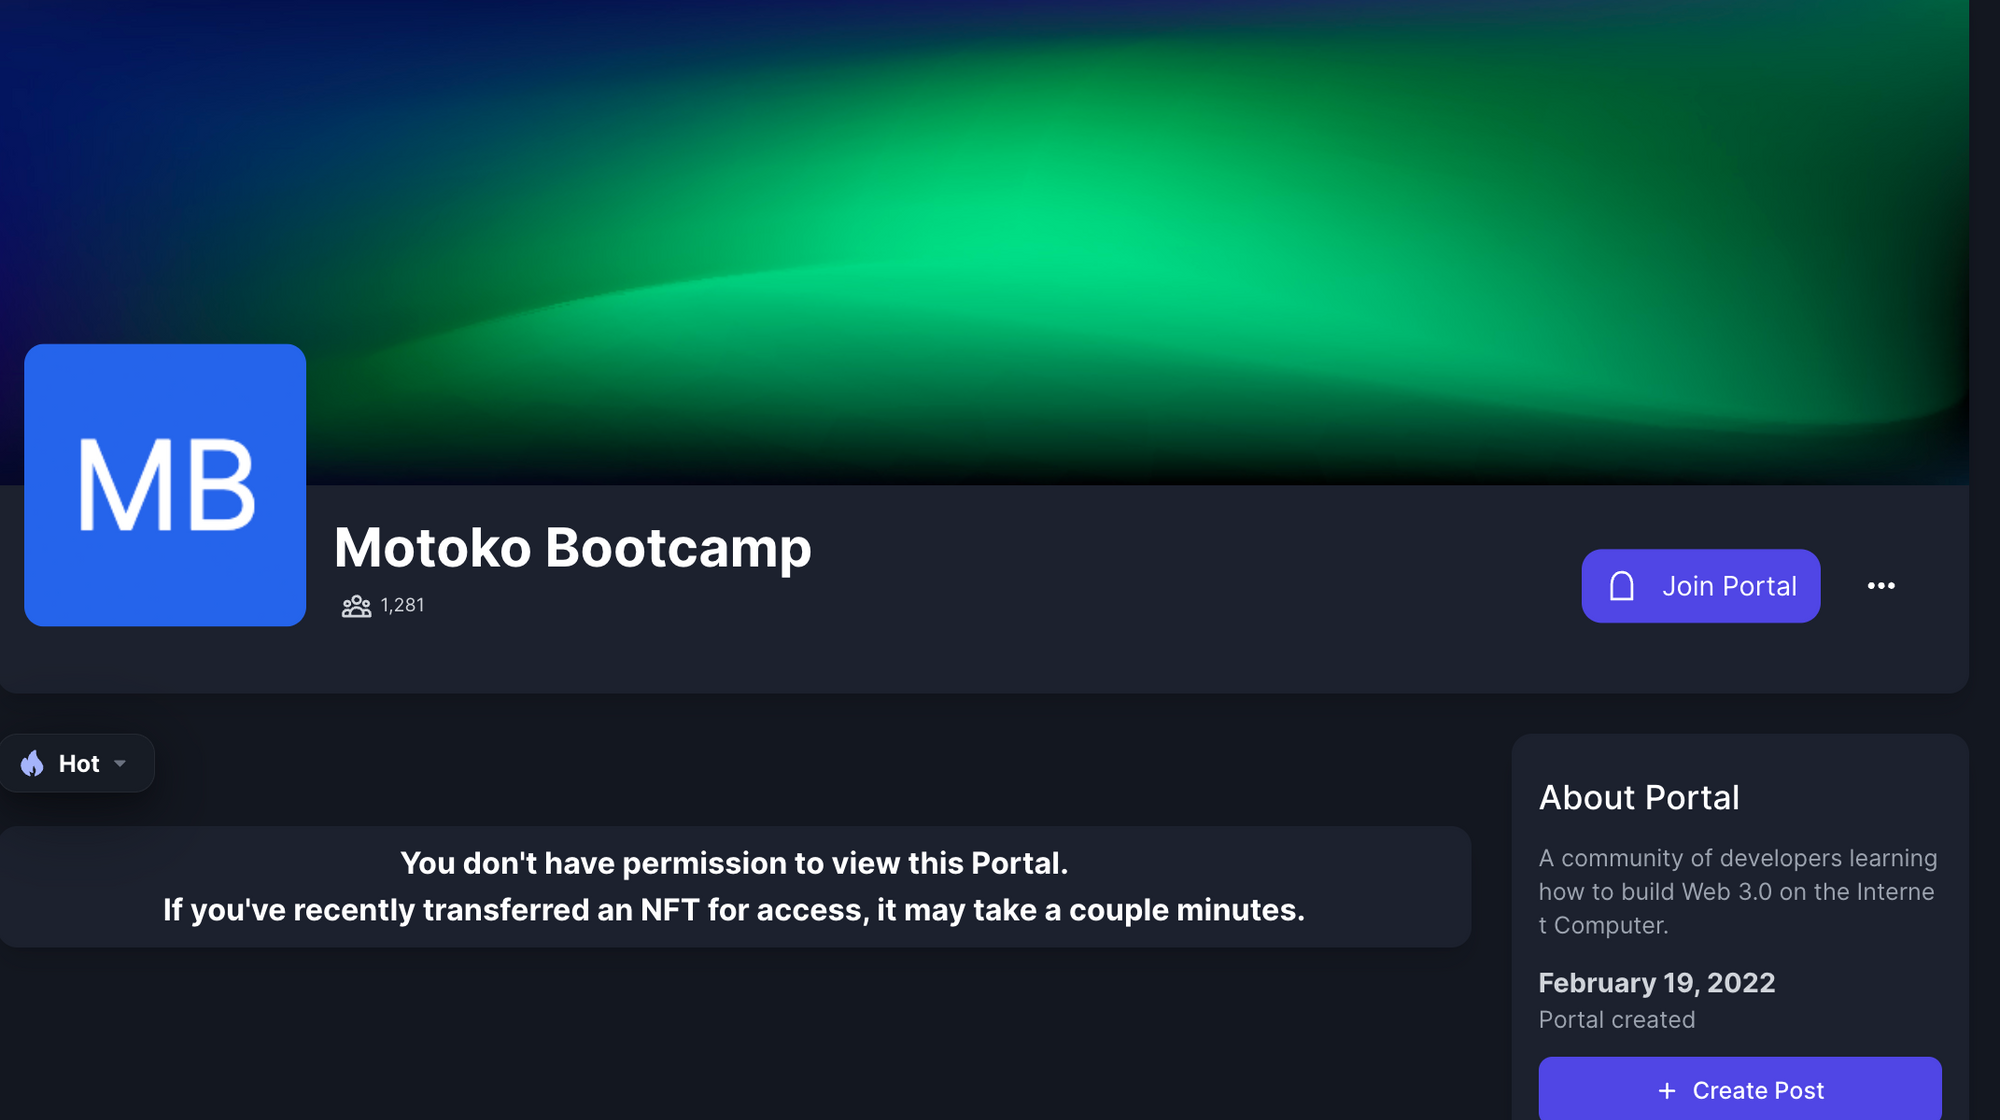 MB
Motoko Bootcamp
1,281
Join Portal
Hot
You don't have permission to view this Portal.
If you've recently transferred an NFT for access, it may take a couple minutes.
About Portal
A community of developers learning
how to build Web 3.0 on the Interne
t Computer.
February 19, 2022
Portal created
+ Create Post